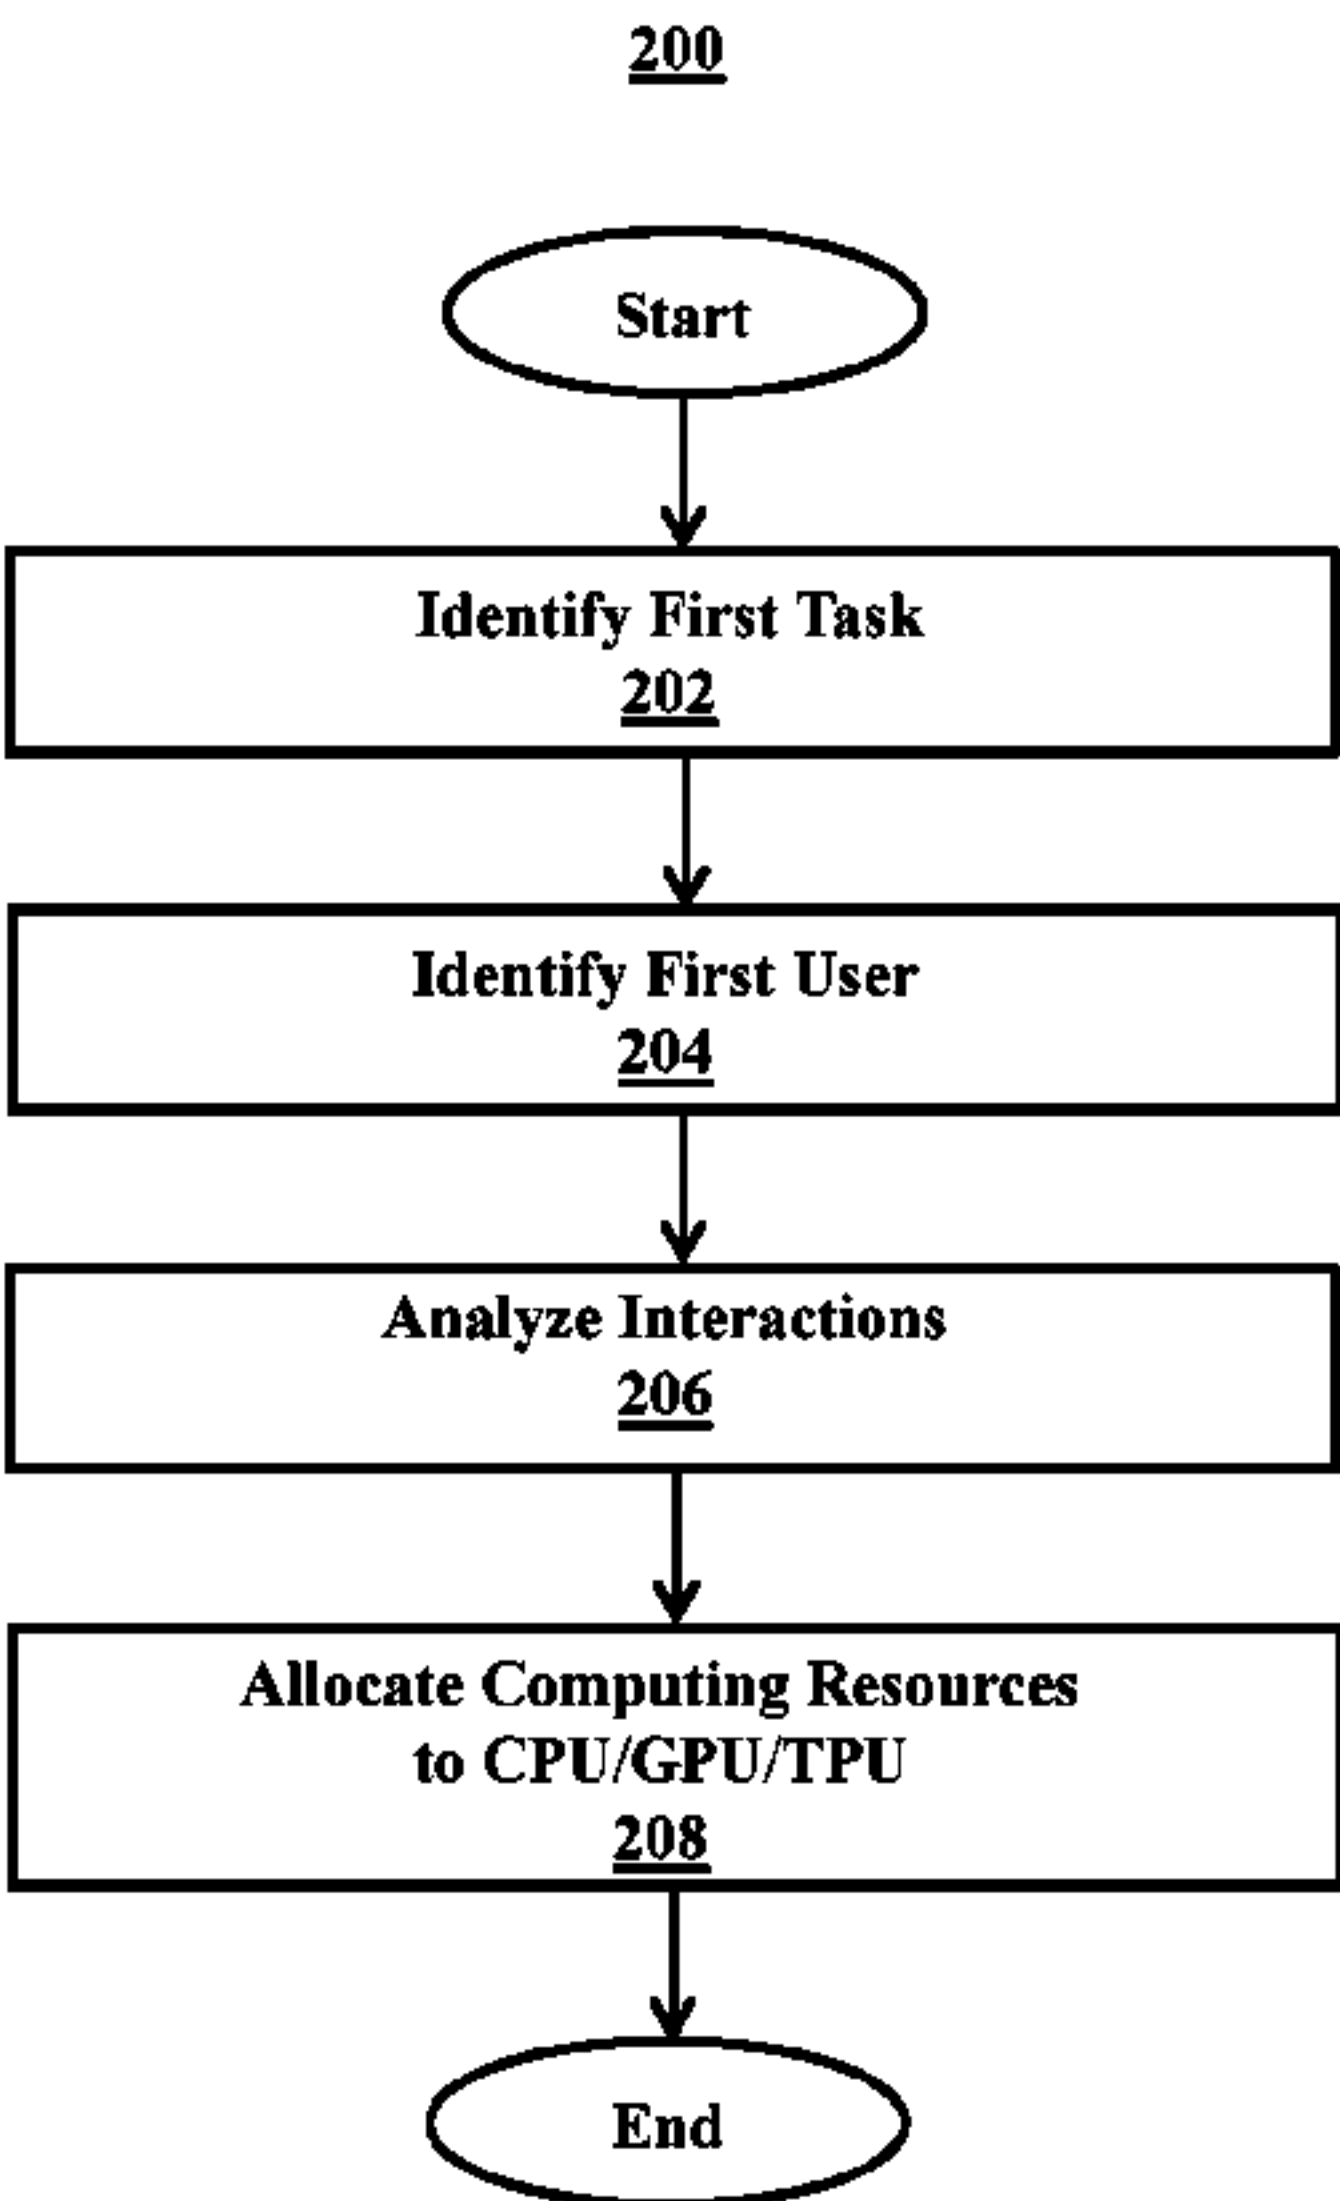 200
Start
Identify First Task
202
Identify First User
204
Analyze Interactions
206
Allocate Computing Resources
to CPU/GPU/TPU
208
End